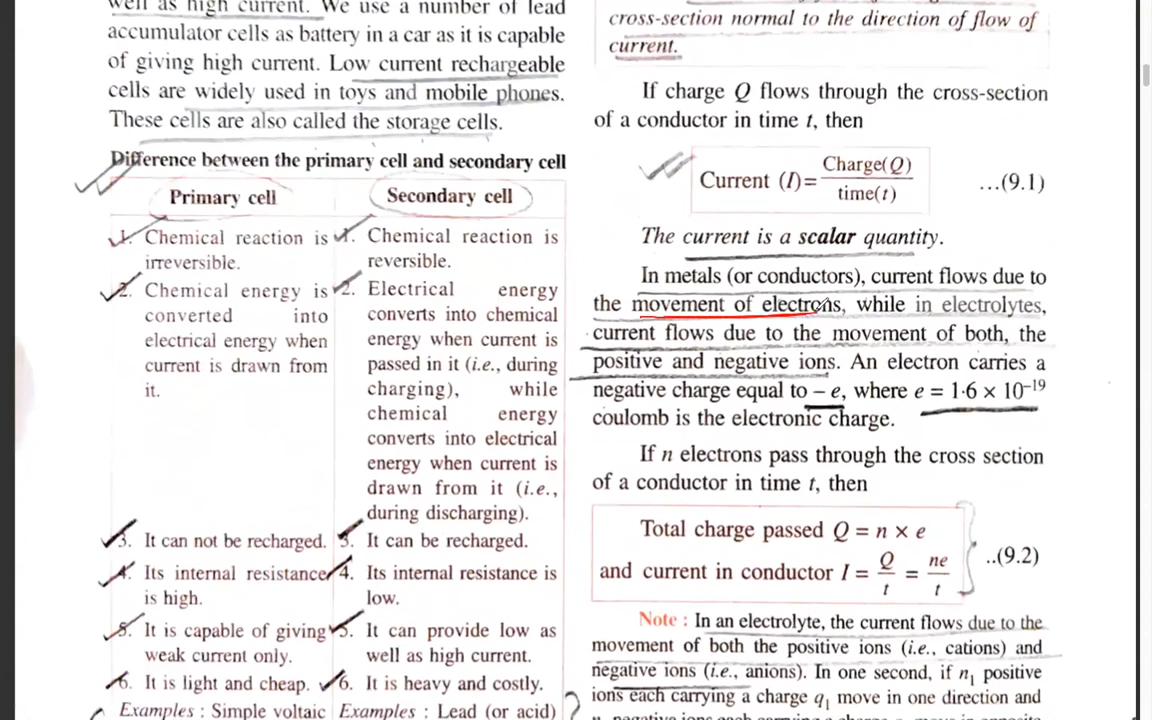 well as high current. We use a number of lead
accumulator cells as battery in a car as it is capable
of giving high current. Low current rechargeable
cells are widely used in toys and mobile phones.
These cells are also called the storage cells.
Difference between the primary cell and secondary cell
Primary cell
1. Chemical reaction is
irreversible.
2. Chemical energy is
converted into
electrical energy when
current is drawn from
it.
3. It can not be recharged.
4. Its internal resistance
is high.
5. It is capable of giving
weak current only.
6. It is light and cheap.
Examples : Simple voltaic
Secondary cell
1. Chemical reaction is
reversible.
2. Electrical energy
converts into chemical
energy when current is
passed in it (i.e., during
charging), while
chemical energy
converts into electrical
energy when current is
drawn from it (i.e.,
during discharging).
3. It can be recharged.
4. Its internal resistance is
low.
5. It can provide low as
well as high current.
6. It is heavy and costly.
Examples : Lead (or acid)
cross-section normal to the direction of flow of
current.
If charge Q flows through the cross-section
of a conductor in time t, then
Current (I)= Charge(Q) / time(t) ...(9.1)
The current is a scalar quantity.
In metals (or conductors), current flows due to
the movement of electrons, while in electrolytes,
current flows due to the movement of both, the
positive and negative ions. An electron carries a
negative charge equal to – e, where e = 1·6 × 10⁻¹⁹
coulomb is the electronic charge.
If n electrons pass through the cross section
of a conductor in time t, then
Total charge passed Q = n × e
and current in conductor I = Q/t = ne/t ..(9.2)
Note : In an electrolyte, the current flows due to the
movement of both the positive ions (i.e., cations) and
negative ions (i.e., anions). In one second, if n₁ positive
ions each carrying a charge q₁ move in one direction and